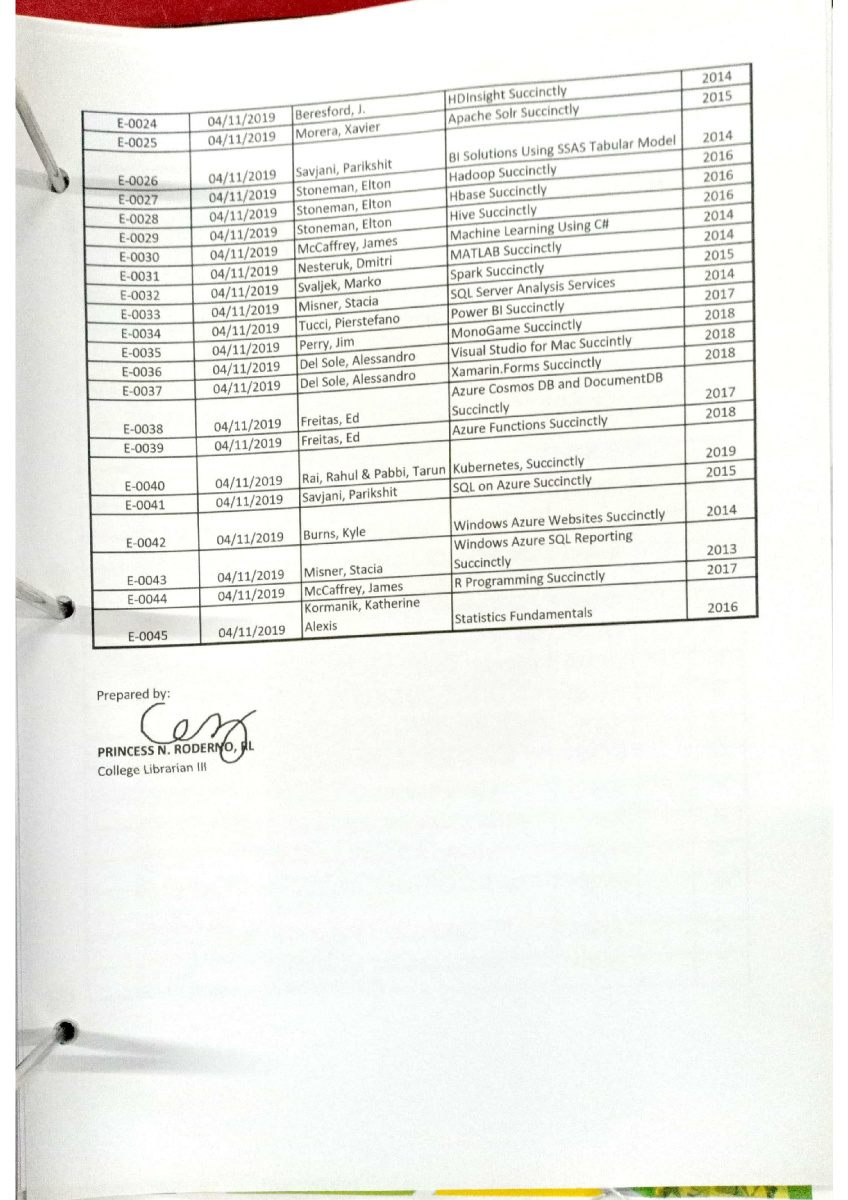 E-0024 04/11/2019 Beresford, J. HDInsight Succinctly 2014
E-0025 04/11/2019 Morera, Xavier Apache Solr Succinctly 2015
E-0026 04/11/2019 Savjani, Parikshit BI Solutions Using SSAS Tabular Model 2014
E-0027 04/11/2019 Stoneman, Elton Hadoop Succinctly 2016
E-0028 04/11/2019 Stoneman, Elton Hbase Succinctly 2016
E-0029 04/11/2019 Stoneman, Elton Hive Succinctly 2016
E-0030 04/11/2019 McCaffrey, James Machine Learning Using C# 2014
E-0031 04/11/2019 Nesteruk, Dmitri MATLAB Succinctly 2014
E-0032 04/11/2019 Svaljek, Marko Spark Succinctly 2015
E-0033 04/11/2019 Misner, Stacia SQL Server Analysis Services 2014
E-0034 04/11/2019 Tucci, Pierstefano Power BI Succinctly 2017
E-0035 04/11/2019 Perry, Jim MonoGame Succinctly 2018
E-0036 04/11/2019 Del Sole, Alessandro Visual Studio for Mac Succintly 2018
E-0037 04/11/2019 Del Sole, Alessandro Xamarin.Forms Succinctly 2018
Azure Cosmos DB and DocumentDB
E-0038 04/11/2019 Freitas, Ed Succinctly 2017
E-0039 04/11/2019 Freitas, Ed Azure Functions Succinctly 2018
E-0040 04/11/2019 Rai, Rahul & Pabbi, Tarun Kubernetes, Succinctly 2019
E-0041 04/11/2019 Savjani, Parikshit SQL on Azure Succinctly 2015
E-0042 04/11/2019 Burns, Kyle Windows Azure Websites Succinctly 2014
Windows Azure SQL Reporting
E-0043 04/11/2019 Misner, Stacia Succinctly 2013
E-0044 04/11/2019 McCaffrey, James R Programming Succinctly 2017
Kormanik, Katherine
E-0045 04/11/2019 Alexis Statistics Fundamentals 2016
Prepared by:
PRINCESS N. RODERNO, RL
College Librarian III